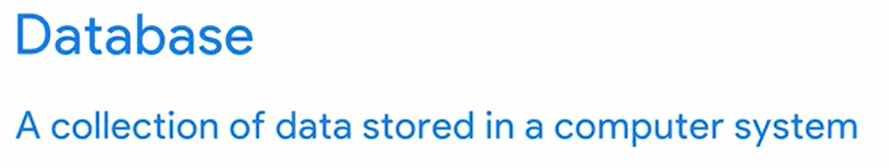 Database
A collection of data stored in a computer system